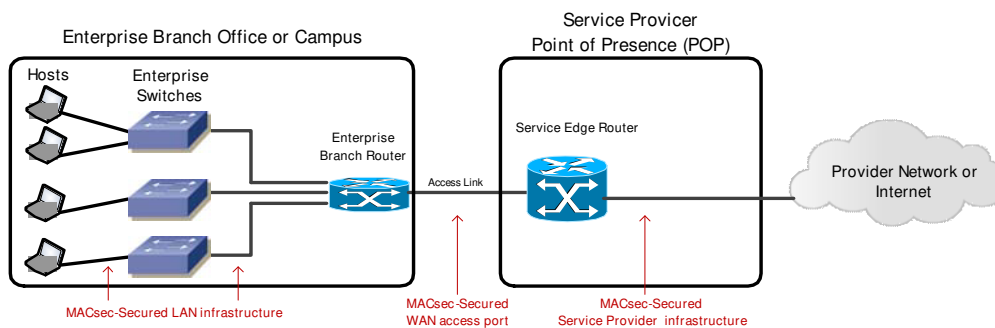 Enterprise Branch Office or Campus
Service Provicer
Point of Presence (POP)
Hosts
Enterprise
Switches
Enterprise
Branch Router
Access Link
Service Edge Router
Provider Network or
Internet
MACsec-Secured LAN infrastructure
MACsec-Secured
WAN access port
MACsec-Secured
Service Provider infrastructure